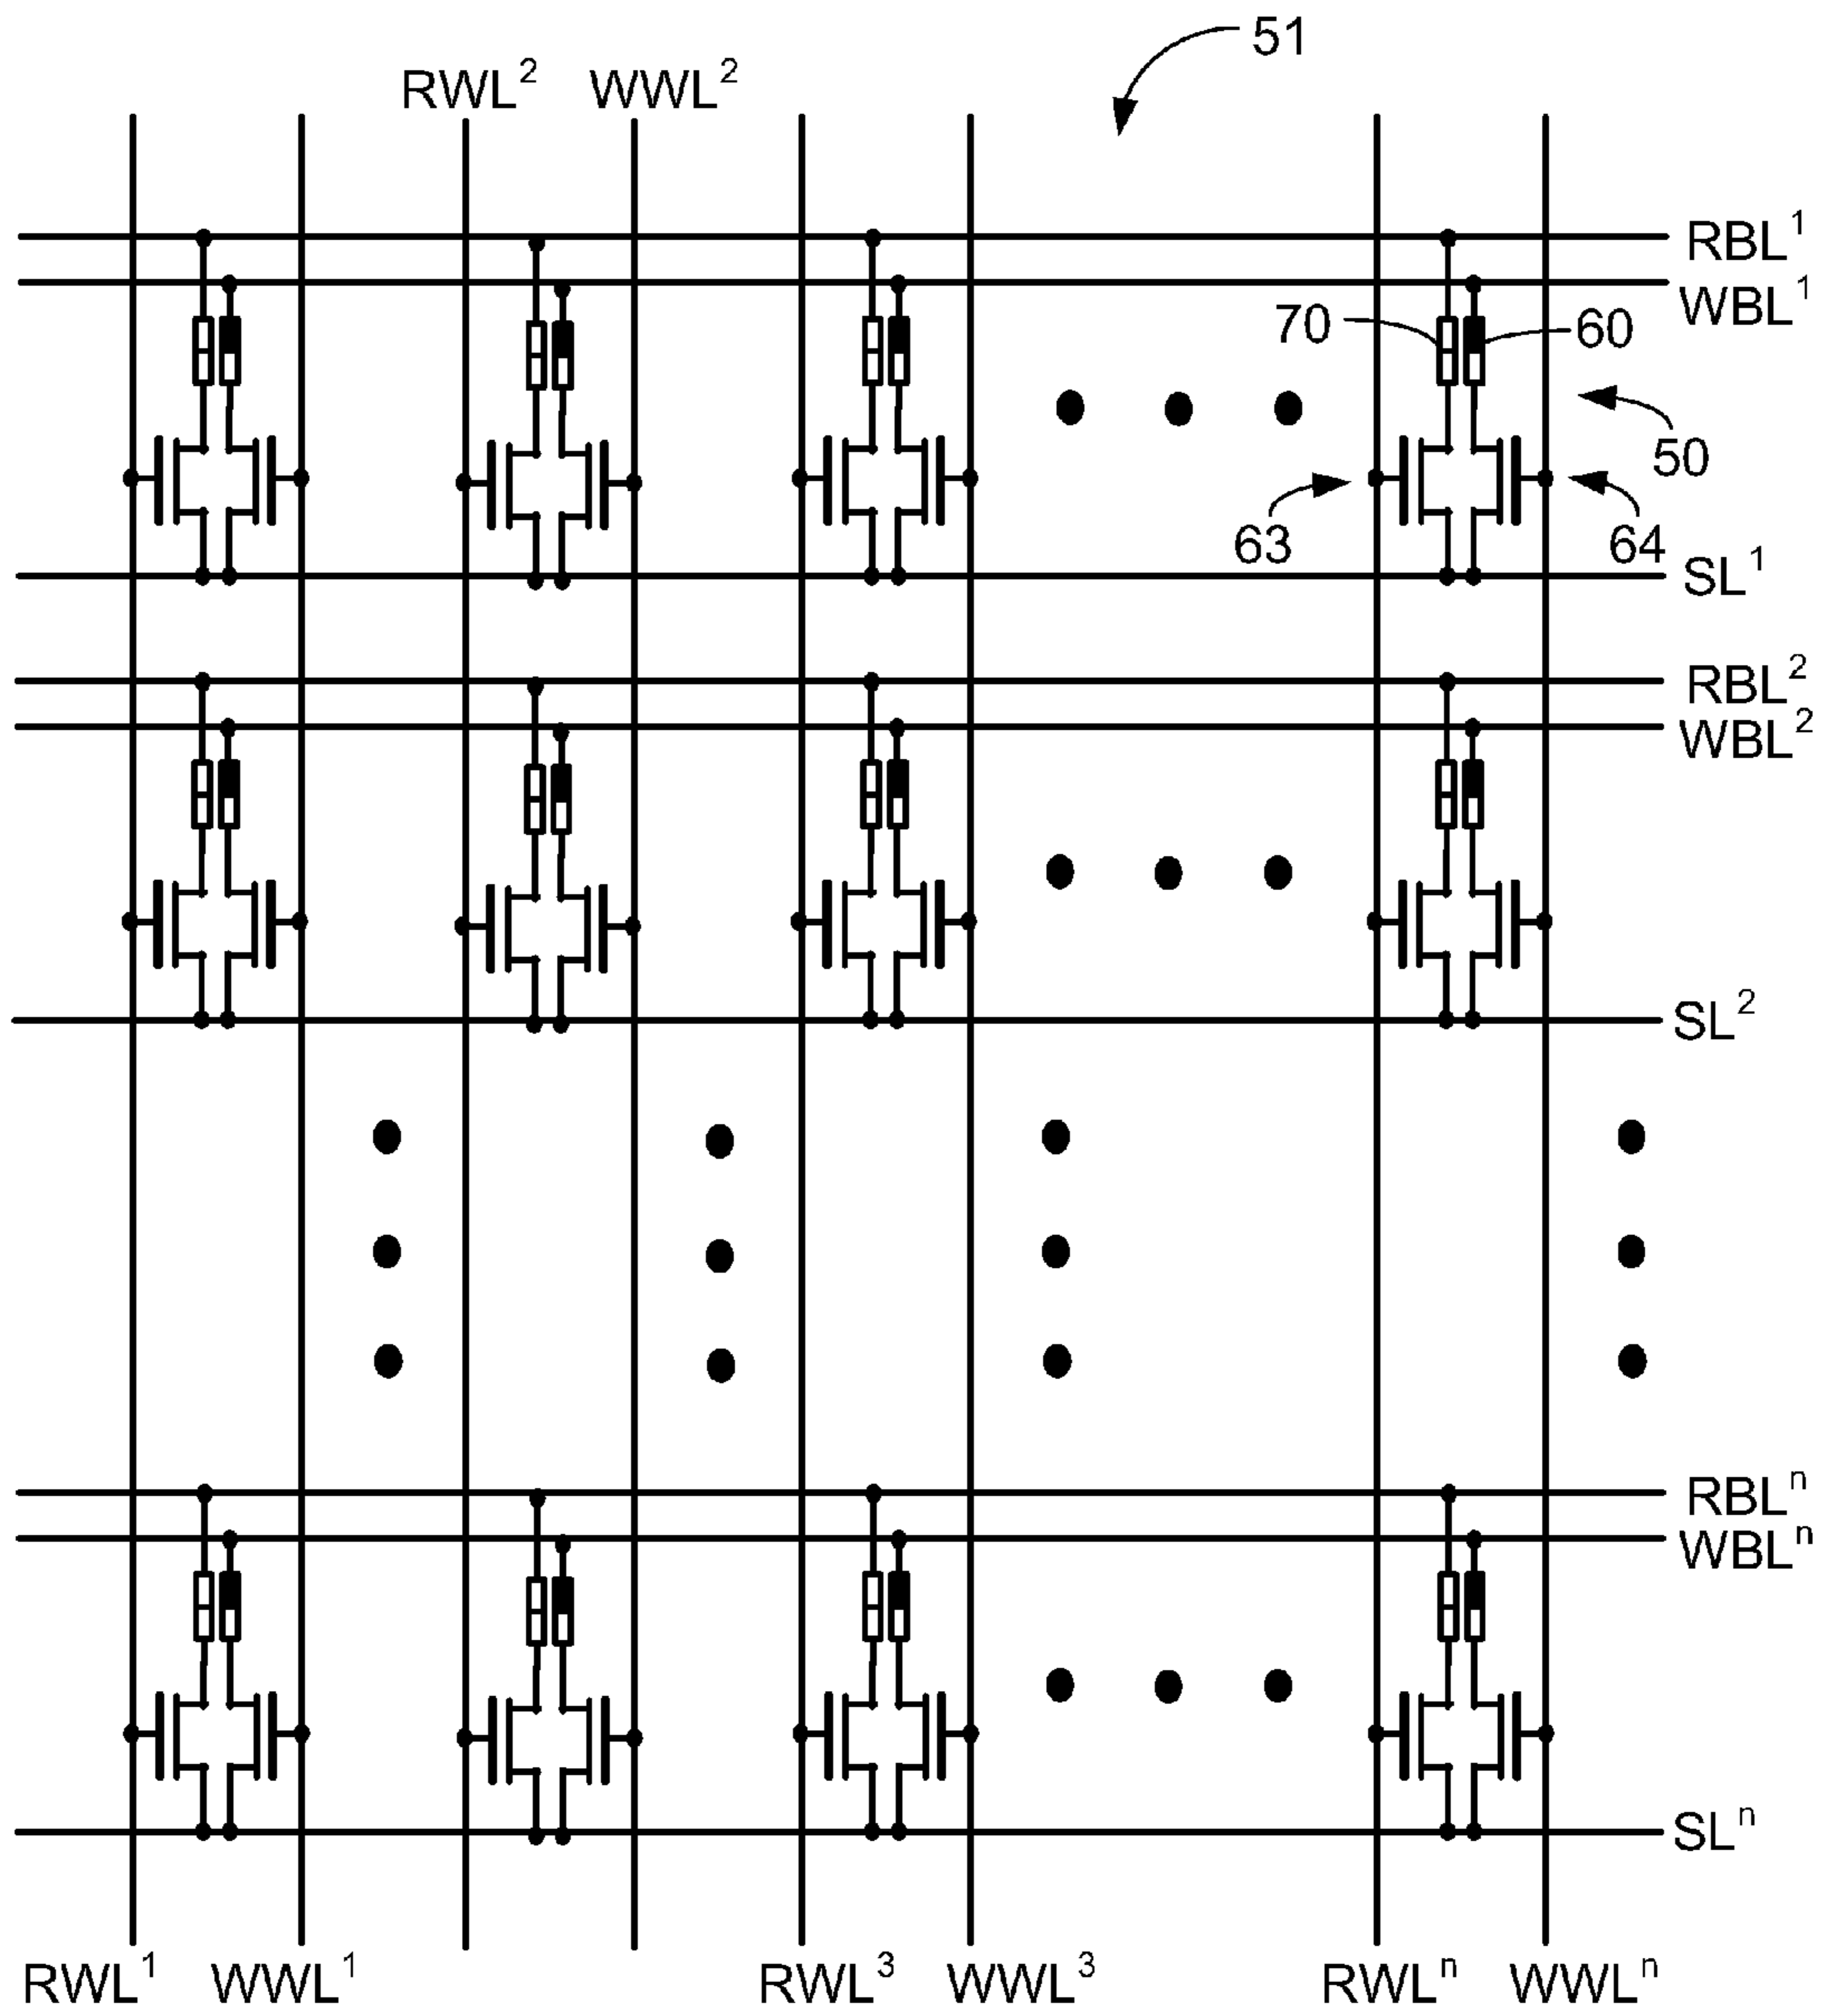 51
RWL² WWL²
RBL¹
WBL¹
70 60
50
63 64
SL¹
RBL²
WBL²
SL²
RBLⁿ
WBLⁿ
SLⁿ
RWL¹ WWL¹ RWL³ WWL³ RWLⁿ WWLⁿ